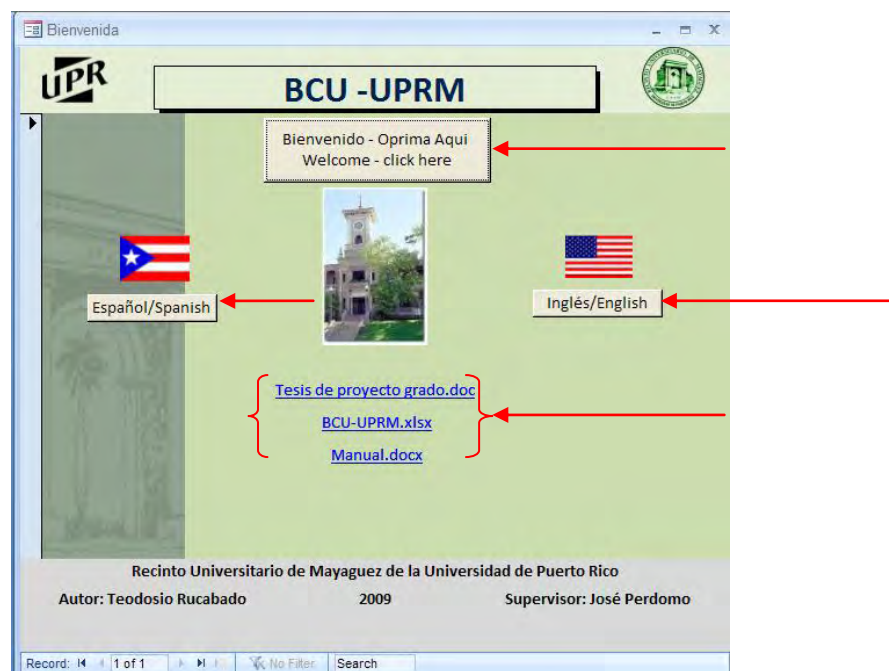 Bienvenida
UPR
BCU -UPRM
Bienvenido - Oprima Aqui
Welcome - click here
Español/Spanish
Inglés/English
Tesis de proyecto grado.doc
BCU-UPRM.xlsx
Manual.docx
Recinto Universitario de Mayaguez de la Universidad de Puerto Rico
Autor: Teodosio Rucabado 2009 Supervisor: José Perdomo
Record: 1 of 1 No Filter Search